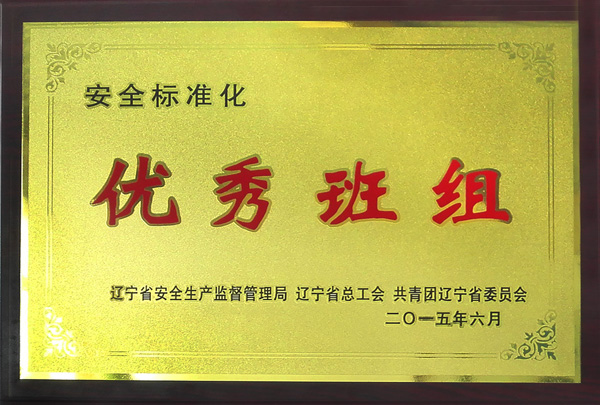 安全标准化
优秀班组
辽宁省安全生产监督管理局 辽宁省总工会 共青团辽宁省委员会
二〇一五年六月